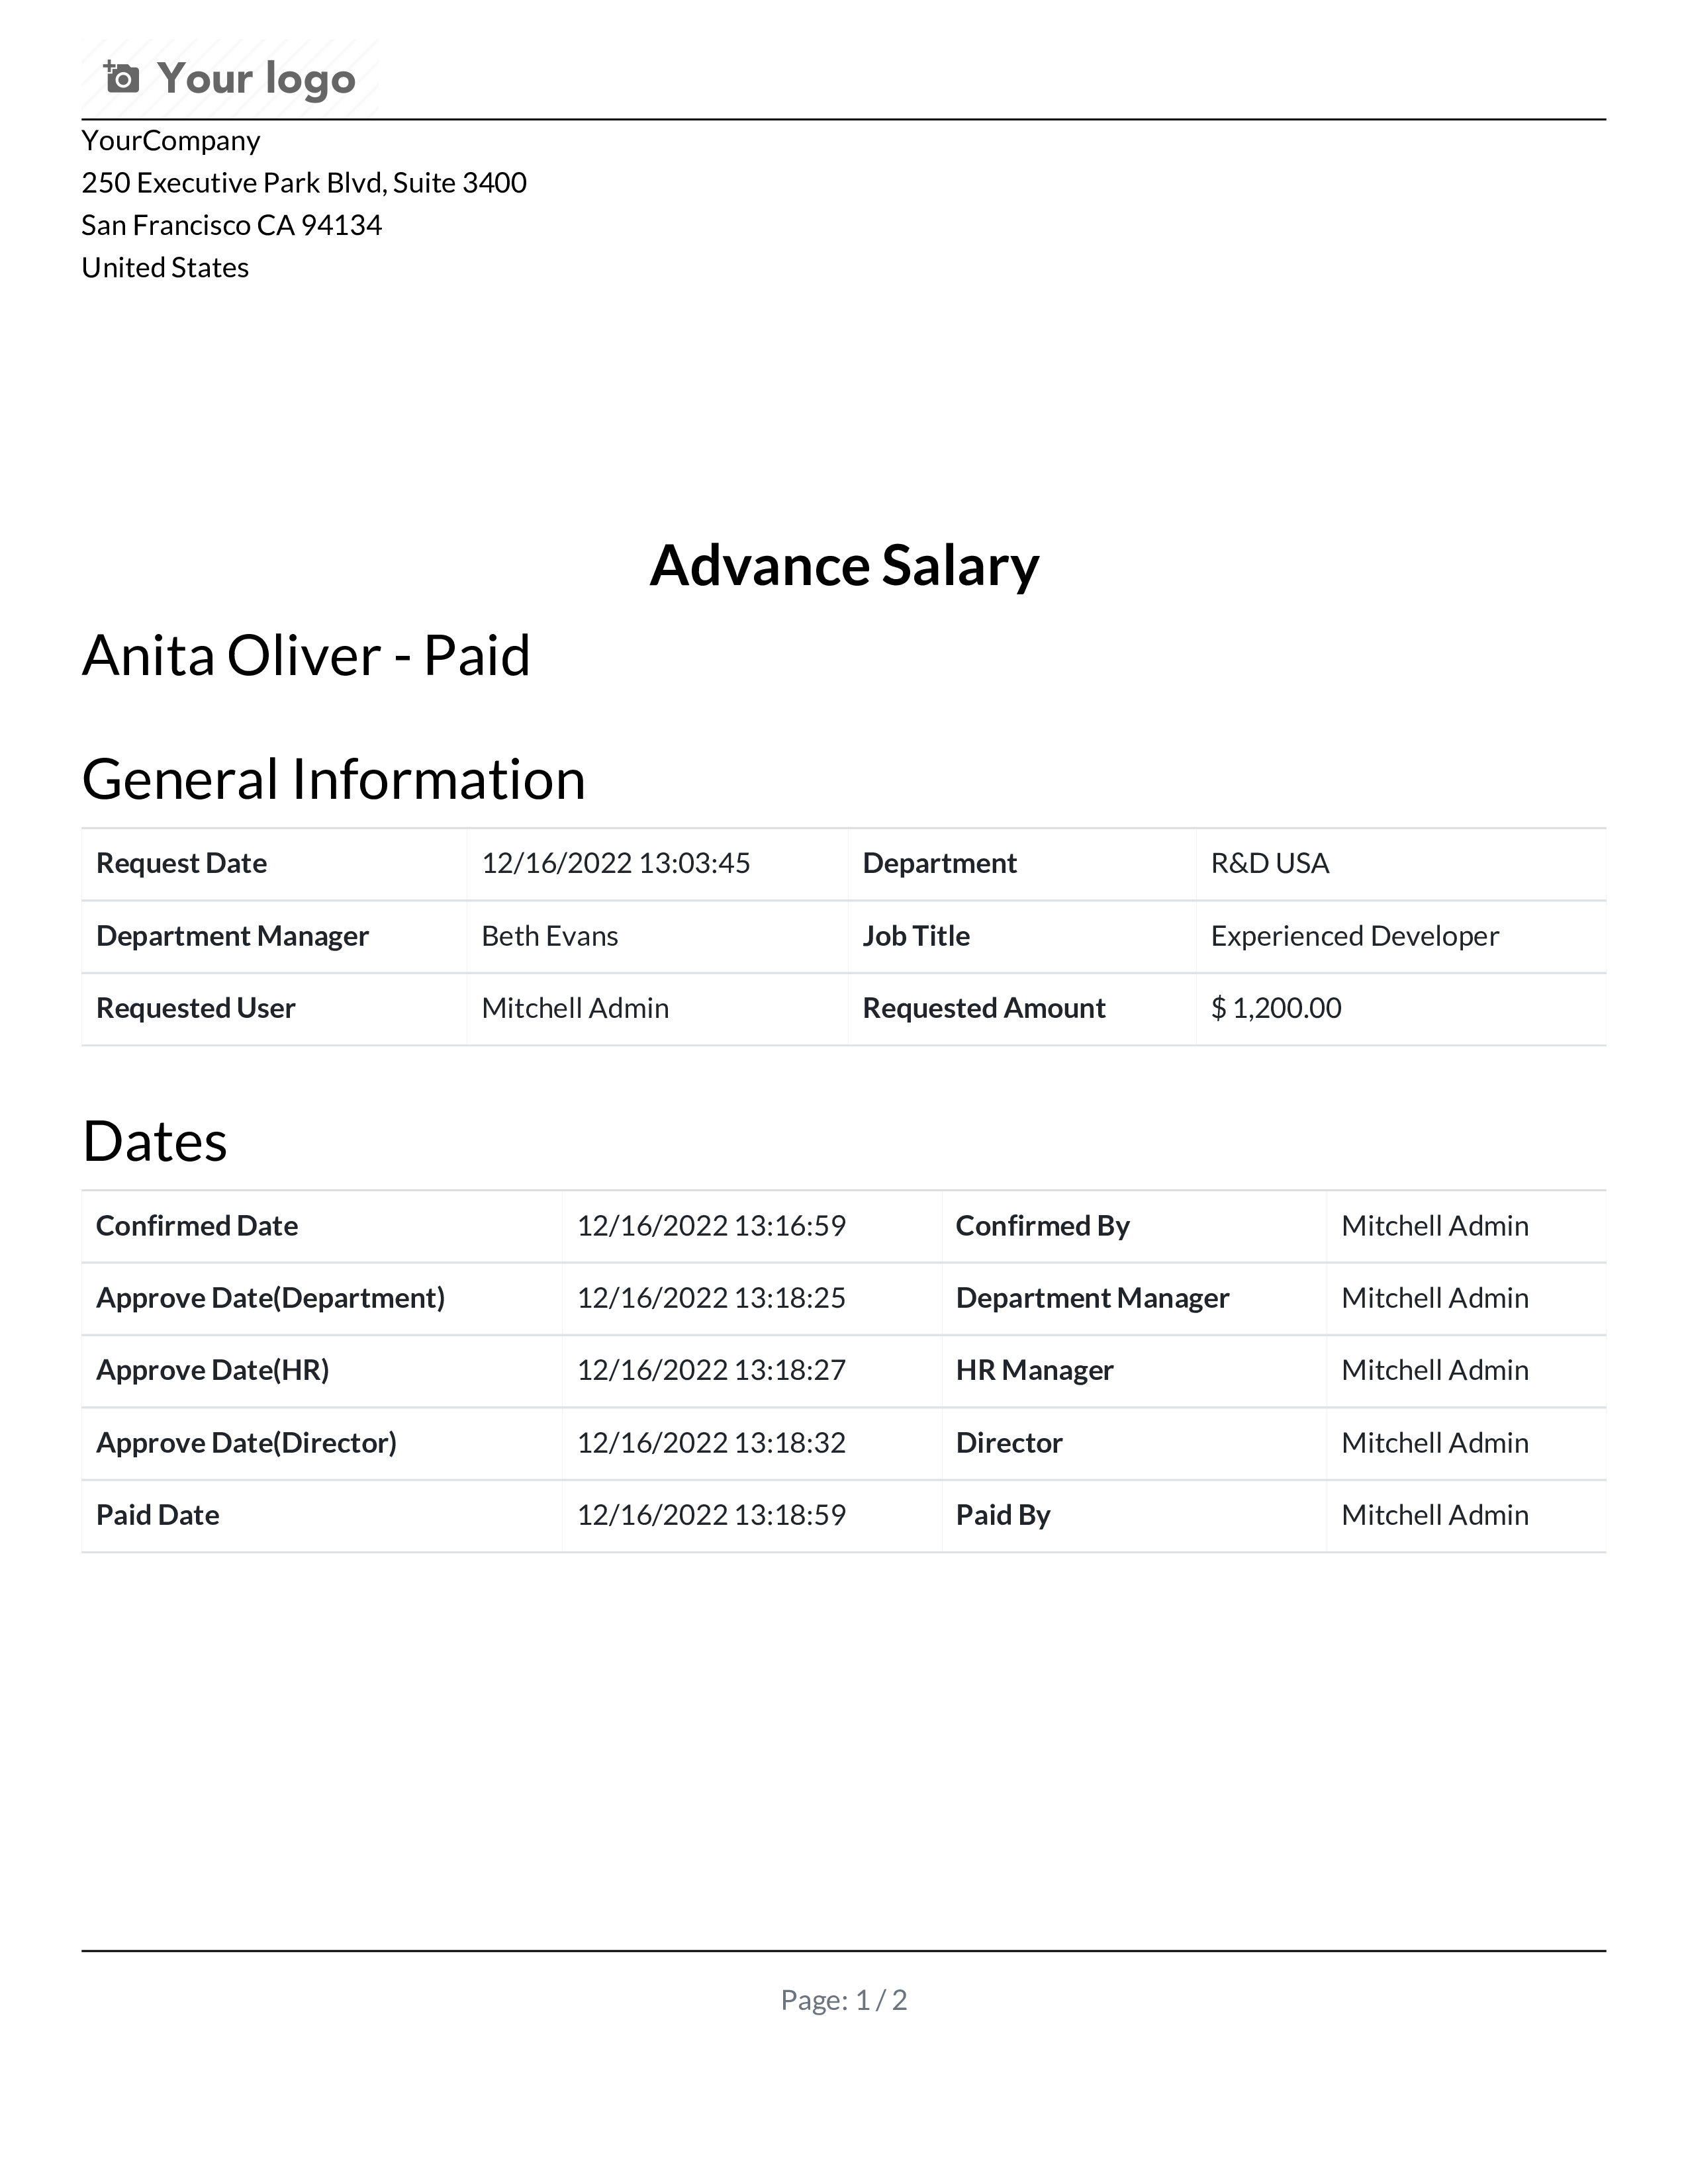 Your logo
YourCompany
250 Executive Park Blvd, Suite 3400
San Francisco CA 94134
United States
Advance Salary
Anita Oliver - Paid
General Information
Request Date 12/16/2022 13:03:45 Department R&D USA
Department Manager Beth Evans Job Title Experienced Developer
Requested User Mitchell Admin Requested Amount $ 1,200.00
Dates
Confirmed Date 12/16/2022 13:16:59 Confirmed By Mitchell Admin
Approve Date(Department) 12/16/2022 13:18:25 Department Manager Mitchell Admin
Approve Date(HR) 12/16/2022 13:18:27 HR Manager Mitchell Admin
Approve Date(Director) 12/16/2022 13:18:32 Director Mitchell Admin
Paid Date 12/16/2022 13:18:59 Paid By Mitchell Admin
Page: 1 / 2